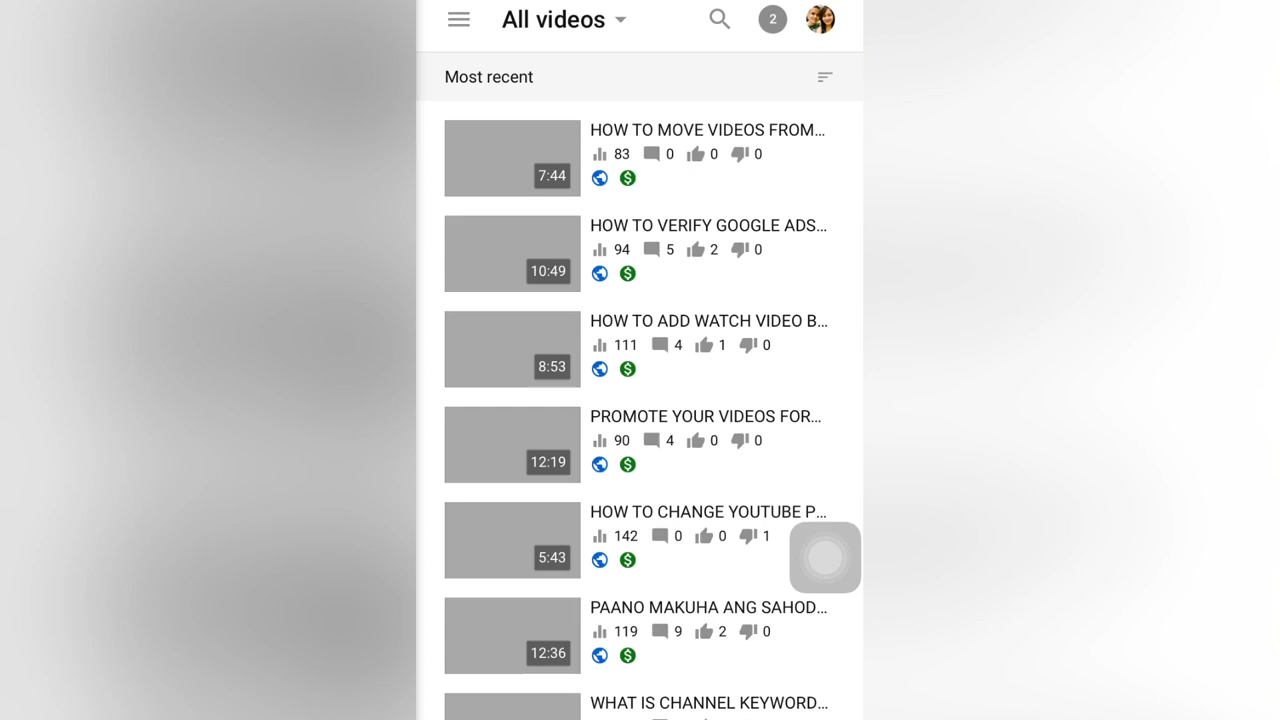 All videos
2
Most recent
HOW TO MOVE VIDEOS FROM...
83 0 0 0
7:44
HOW TO VERIFY GOOGLE ADS...
94 5 2 0
10:49
HOW TO ADD WATCH VIDEO B...
111 4 1 0
8:53
PROMOTE YOUR VIDEOS FOR...
90 4 0 0
12:19
HOW TO CHANGE YOUTUBE P...
142 0 0 1
5:43
PAANO MAKUHA ANG SAHOD...
119 9 2 0
12:36
WHAT IS CHANNEL KEYWORD...